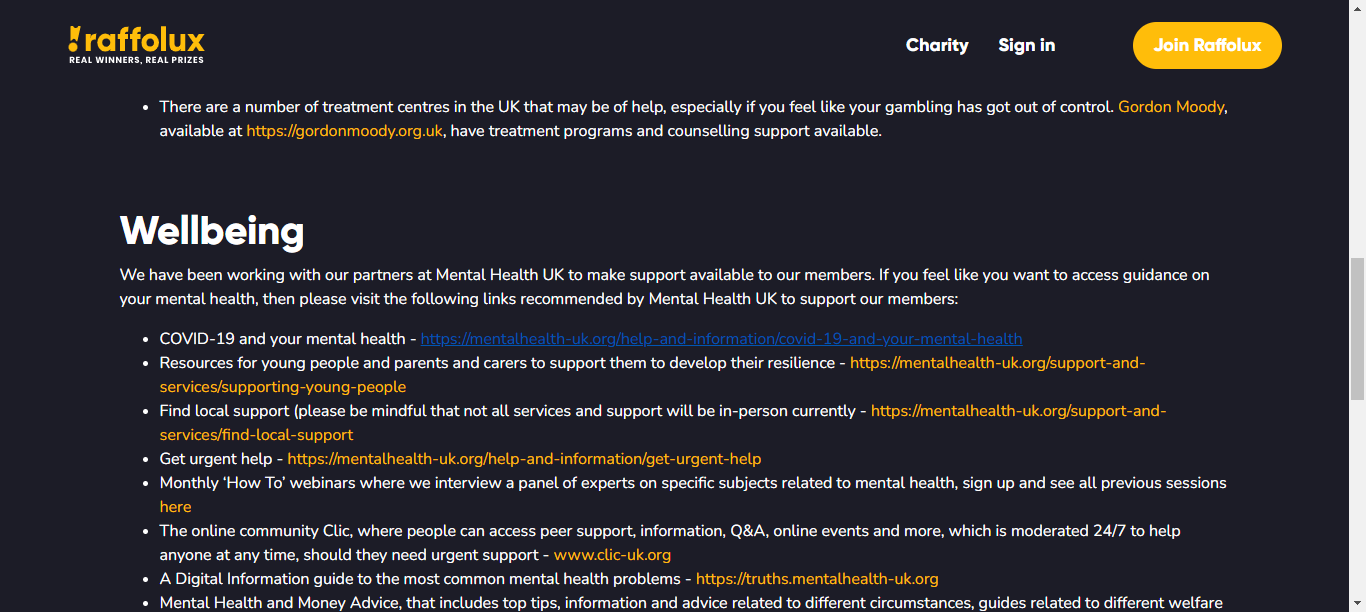 raffolux
REAL WINNERS, REAL PRIZES
Charity
Sign in
Join Raffolux
There are a number of treatment centres in the UK that may be of help, especially if you feel like your gambling has got out of control. Gordon Moody,
available at https://gordonmoody.org.uk, have treatment programs and counselling support available.
Wellbeing
We have been working with our partners at Mental Health UK to make support available to our members. If you feel like you want to access guidance on
your mental health, then please visit the following links recommended by Mental Health UK to support our members:
COVID-19 and your mental health - https://mentalhealth-uk.org/help-and-information/covid-19-and-your-mental-health
Resources for young people and parents and carers to support them to develop their resilience - https://mentalhealth-uk.org/support-and-
services/supporting-young-people
Find local support (please be mindful that not all services and support will be in-person currently - https://mentalhealth-uk.org/support-and-
services/find-local-support
Get urgent help - https://mentalhealth-uk.org/help-and-information/get-urgent-help
Monthly ‘How To’ webinars where we interview a panel of experts on specific subjects related to mental health, sign up and see all previous sessions
here
The online community Clic, where people can access peer support, information, Q&A, online events and more, which is moderated 24/7 to help
anyone at any time, should they need urgent support - www.clic-uk.org
A Digital Information guide to the most common mental health problems - https://truths.mentalhealth-uk.org
Mental Health and Money Advice, that includes top tips, information and advice related to different circumstances, guides related to different welfare